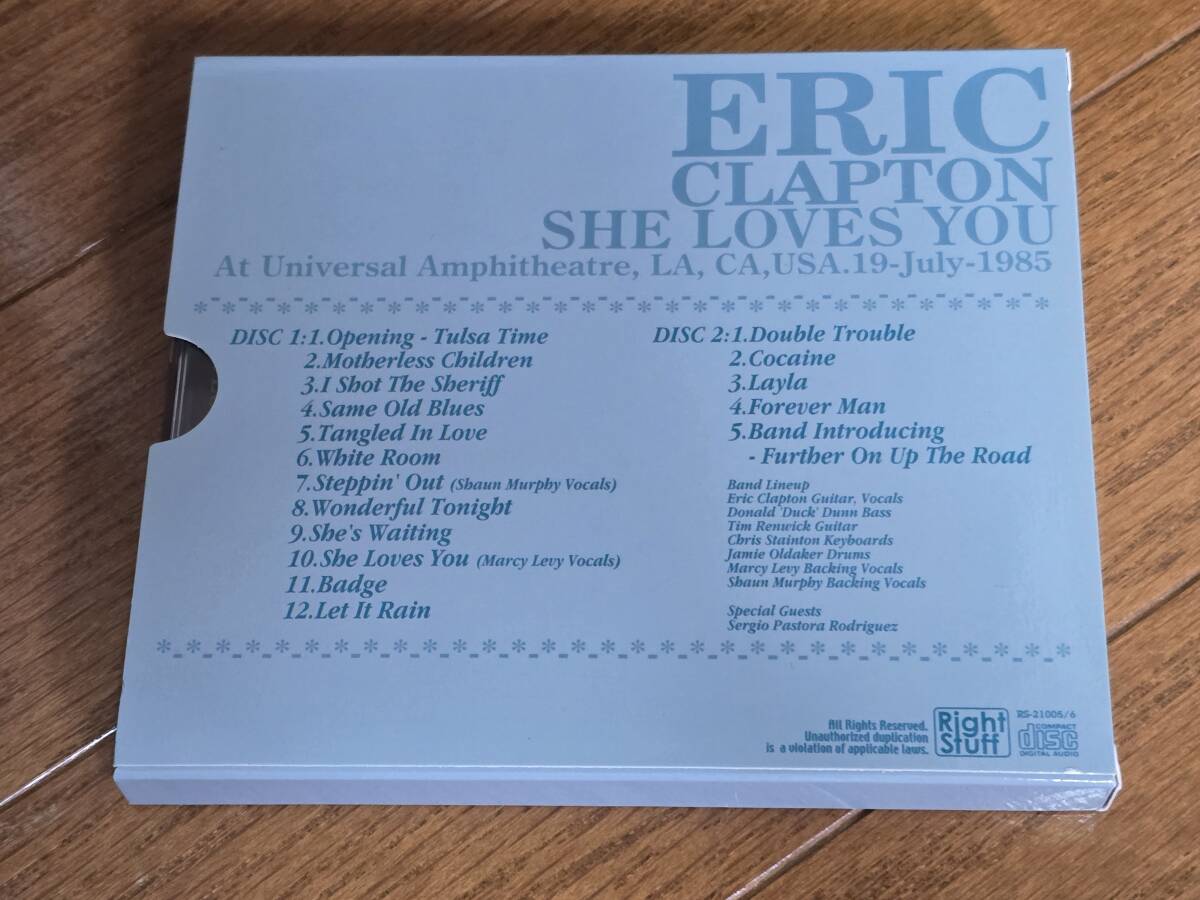 ERIC
CLAPTON
SHE LOVES YOU
At Universal Amphitheatre, LA, CA,USA.19-July-1985
*-*-*-*-*-*-*-*-*-*-*-*-*-*-*-*-*-*-*-*-*-*-*-*-*-*-*-*-*-*
DISC 1:1.Opening - Tulsa Time
2.Motherless Children
3.I Shot The Sheriff
4.Same Old Blues
5.Tangled In Love
6.White Room
7.Steppin' Out (Shaun Murphy Vocals)
8.Wonderful Tonight
9.She's Waiting
10.She Loves You (Marcy Levy Vocals)
11.Badge
12.Let It Rain
DISC 2:1.Double Trouble
2.Cocaine
3.Layla
4.Forever Man
5.Band Introducing
- Further On Up The Road
Band Lineup
Eric Clapton Guitar, Vocals
Donald 'Duck' Dunn Bass
Tim Renwick Guitar
Chris Stainton Keyboards
Jamie Oldaker Drums
Marcy Levy Backing Vocals
Shaun Murphy Backing Vocals
Special Guests
Sergio Pastora Rodriguez
*-*-*-*-*-*-*-*-*-*-*-*-*-*-*-*-*-*-*-*-*-*-*-*-*-*-*-*-*-*
All Rights Reserved.
Unauthorized duplication
is a violation of applicable laws.
Right
Stuff
RS-21005/6
COMPACT
disc
DIGITAL AUDIO